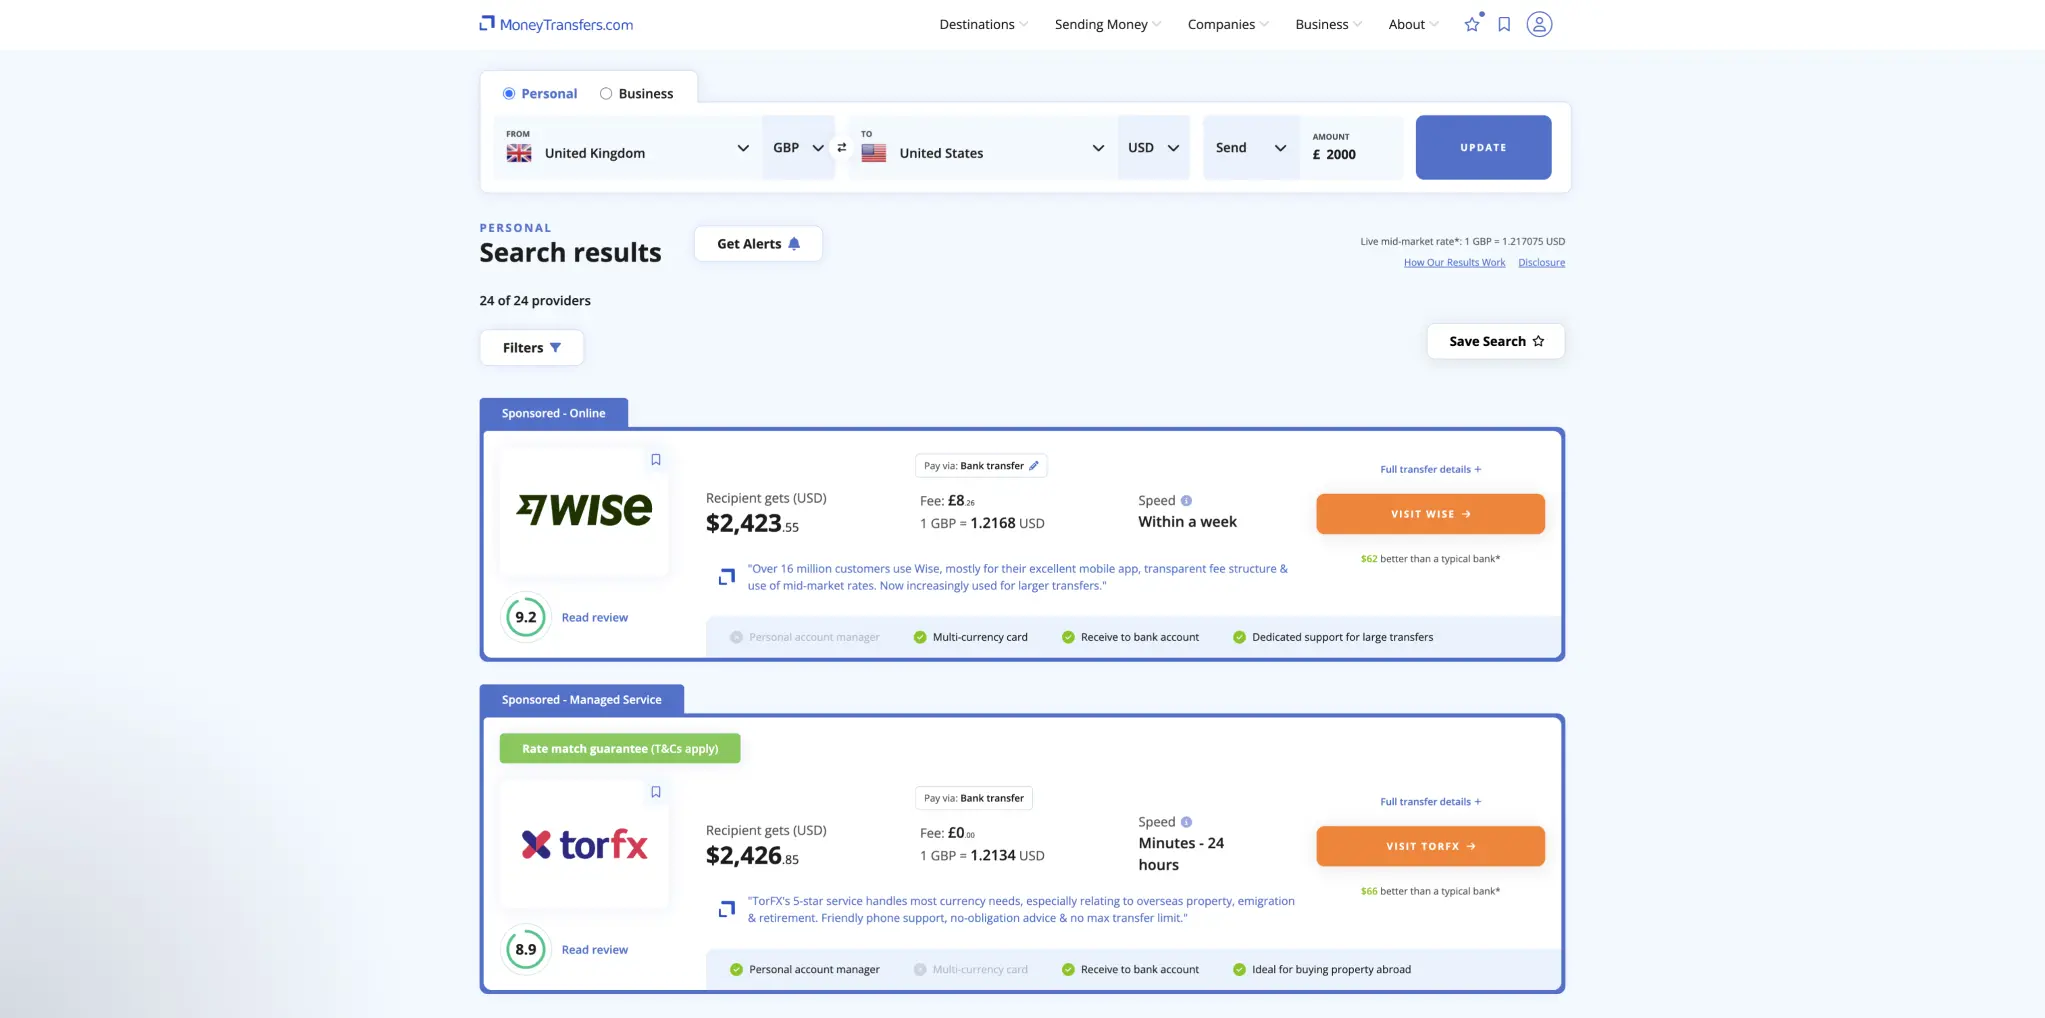 MoneyTransfers.com
Destinations Sending Money Companies Business About
Personal Business
FROM
United Kingdom
GBP
TO
United States
USD
Send
AMOUNT
£ 2000
UPDATE
PERSONAL
Search results
Get Alerts
Live mid-market rate*: 1 GBP = 1.217075 USD
How Our Results Work Disclosure
24 of 24 providers
Filters
Save Search
Sponsored - Online
WISE
Pay via: Bank transfer
Full transfer details +
Recipient gets (USD)
$2,423.55
Fee: £8.26
1 GBP = 1.2168 USD
Speed
Within a week
VISIT WISE →
$62 better than a typical bank*
"Over 16 million customers use Wise, mostly for their excellent mobile app, transparent fee structure &
use of mid-market rates. Now increasingly used for larger transfers."
9.2 Read review
Personal account manager Multi-currency card Receive to bank account Dedicated support for large transfers
Sponsored - Managed Service
Rate match guarantee (T&Cs apply)
torfx
Pay via: Bank transfer
Full transfer details +
Recipient gets (USD)
$2,426.85
Fee: £0.00
1 GBP = 1.2134 USD
Speed
Minutes - 24
hours
VISIT TORFX →
$66 better than a typical bank*
"TorFX's 5-star service handles most currency needs, especially relating to overseas property, emigration
& retirement. Friendly phone support, no-obligation advice & no max transfer limit."
8.9 Read review
Personal account manager Multi-currency card Receive to bank account Ideal for buying property abroad